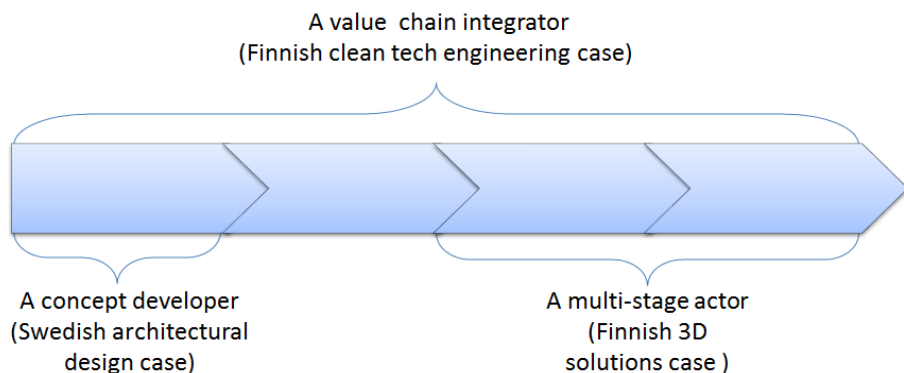 A value chain integrator
(Finnish clean tech engineering case)
A concept developer
(Swedish architectural
design case)
A multi-stage actor
(Finnish 3D
solutions case )